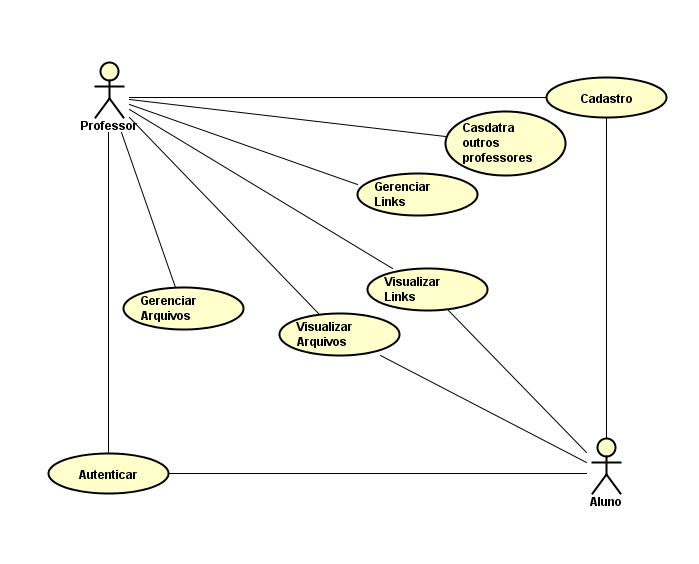 Professor
Cadastro
Casdatra
outros
professores
Gerenciar
Links
Visualizar
Links
Gerenciar
Arquivos
Visualizar
Arquivos
Autenticar
Aluno